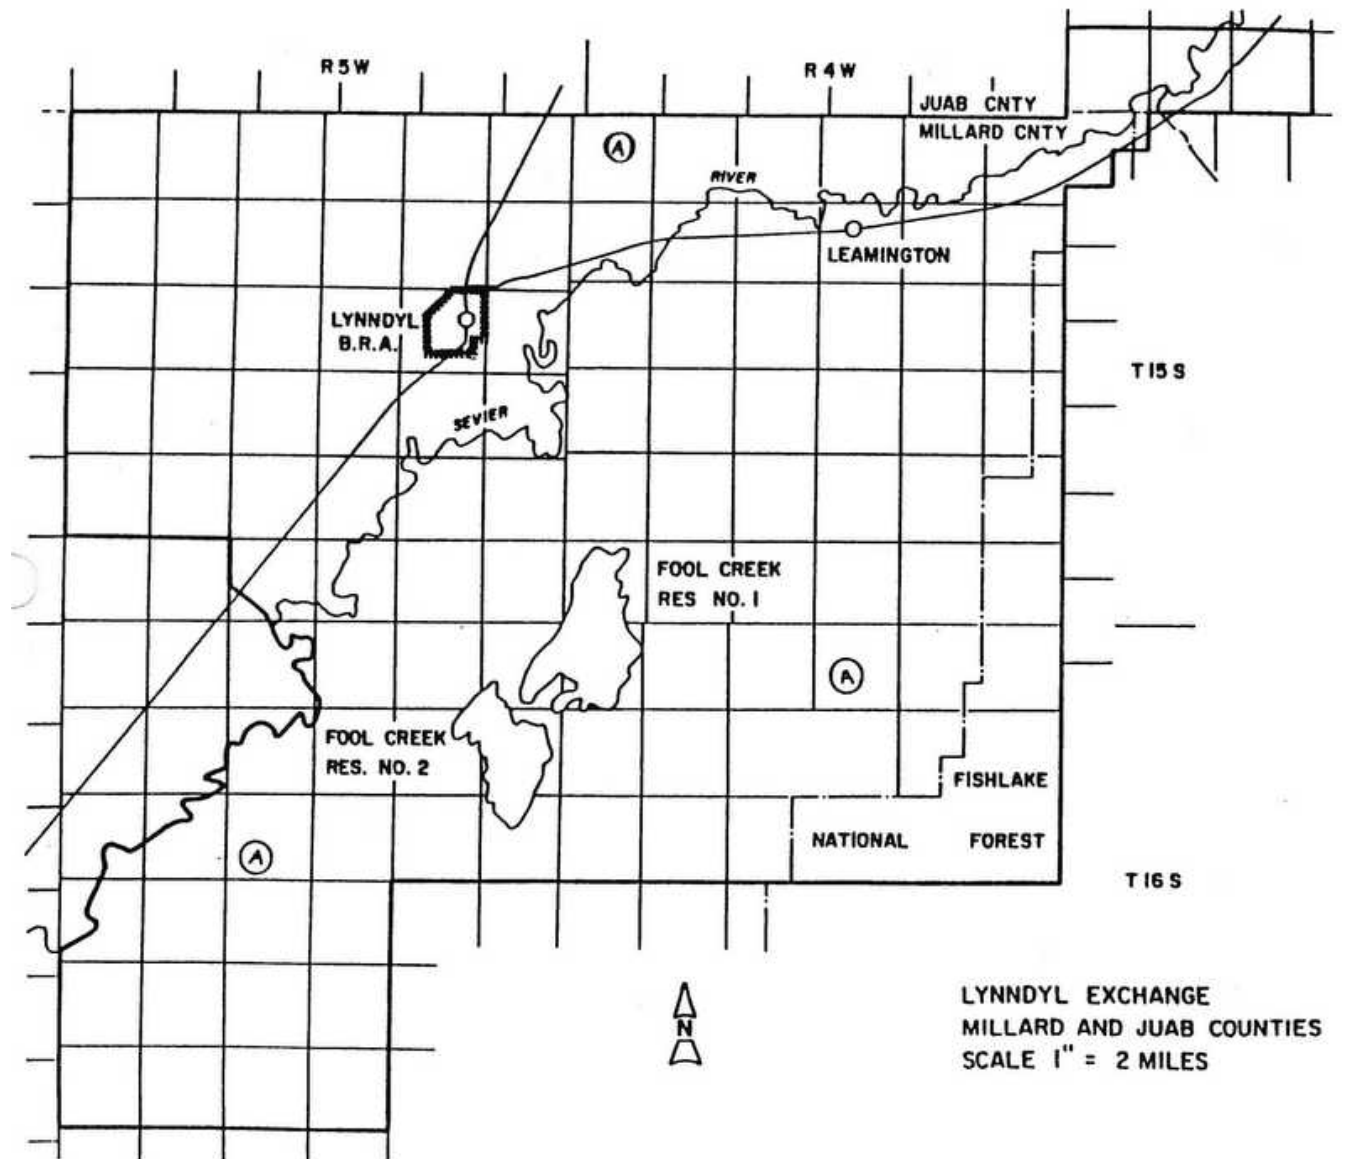 R 5 W
R 4 W
JUAB CNTY
MILLARD CNTY
A
RIVER
LEAMINGTON
LYNNDYL
B.R.A.
T 15 S
SEVIER
FOOL CREEK
RES NO. 1
A
FOOL CREEK
RES. NO. 2
FISHLAKE
NATIONAL FOREST
A
T 16 S
N
LYNNDYL EXCHANGE
MILLARD AND JUAB COUNTIES
SCALE 1" = 2 MILES